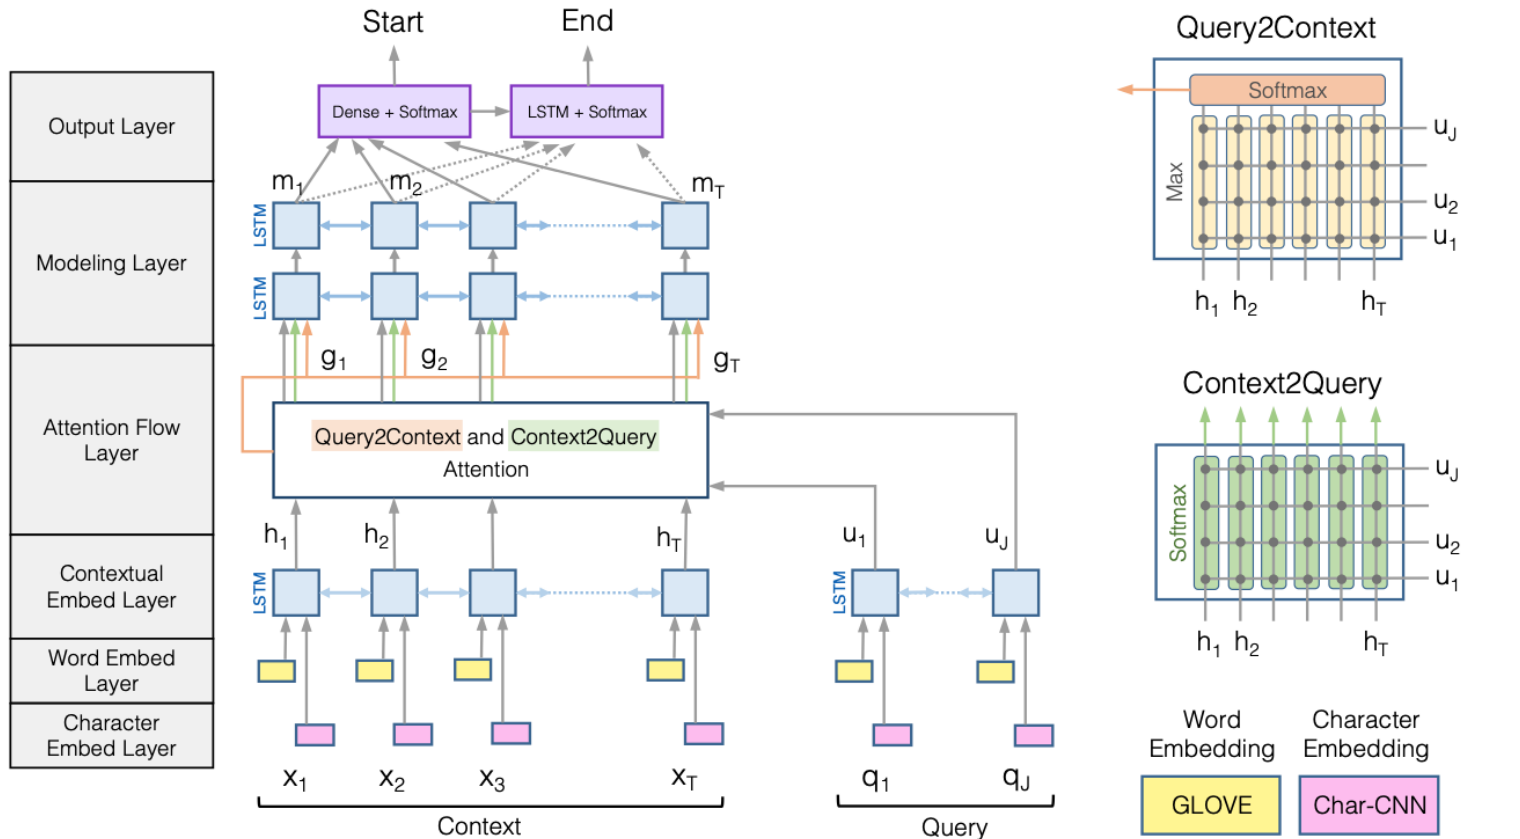 Start
End
Output Layer
Dense + Softmax
LSTM + Softmax
Modeling Layer
m1
m2
mT
LSTM
LSTM
Attention Flow
Layer
g1
g2
gT
Query2Context and Context2Query
Attention
h1
h2
hT
u1
uJ
Contextual
Embed Layer
LSTM
LSTM
Word Embed
Layer
Character
Embed Layer
x1
x2
x3
xT
q1
qJ
Context
Query
Query2Context
Softmax
Max
uJ
u2
u1
h1
h2
hT
Context2Query
Softmax
uJ
u2
u1
h1
h2
hT
Word
Embedding
GLOVE
Character
Embedding
Char-CNN